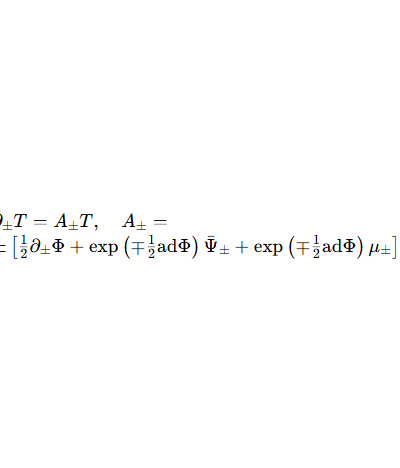 ∂±T = A±T, A± =
± [½∂±Φ + exp (∓½adΦ) Ψ̄± + exp (∓½adΦ) μ±]